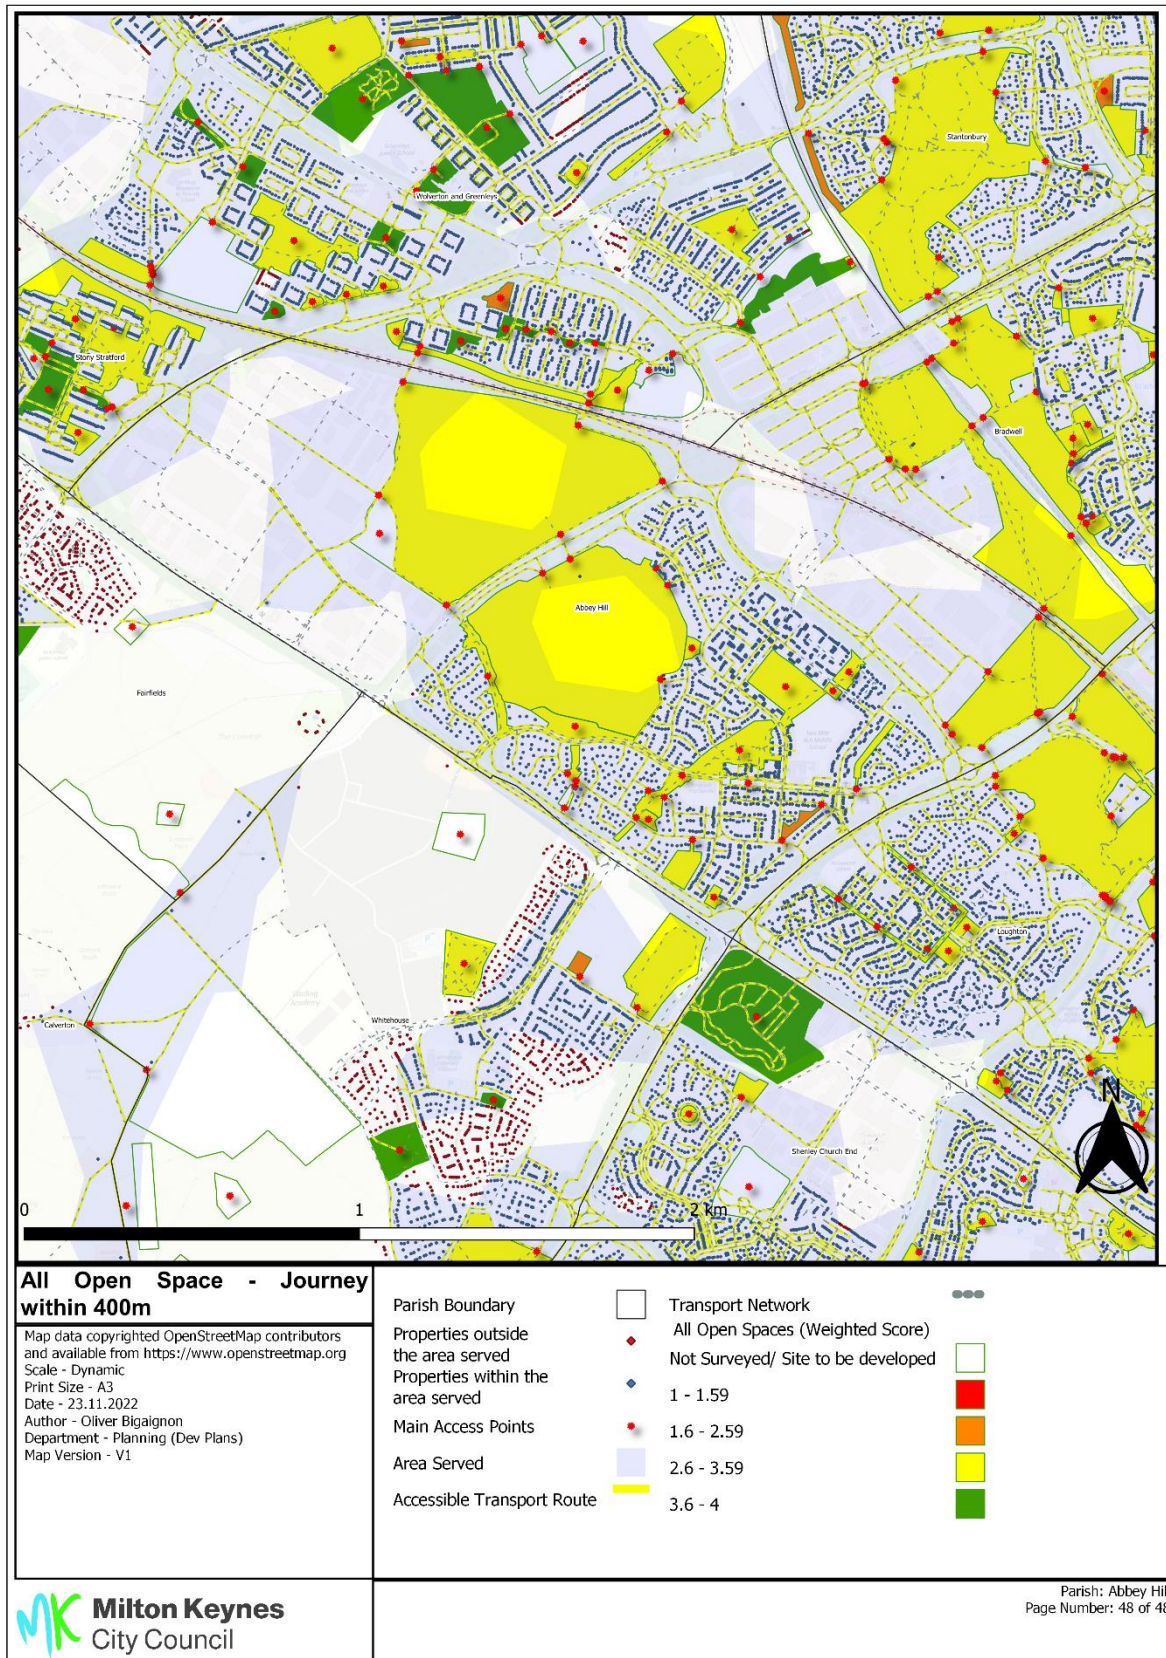 Stantonbury
Wolverton and Greenleys
Stony Stratford
Bradwell
Abbey Hill
Fairfields
Loughton
Whitehouse
Calverton
N
Shenley Church End
0 1 2 km
All Open Space - Journey
within 400m
Map data copyrighted OpenStreetMap contributors
and available from https://www.openstreetmap.org
Scale - Dynamic
Print Size - A3
Date - 23.11.2022
Author - Oliver Bigaignon
Department - Planning (Dev Plans)
Map Version - V1
Parish Boundary
Properties outside
the area served
Properties within the
area served
Main Access Points
Area Served
Accessible Transport Route
Transport Network
All Open Spaces (Weighted Score)
Not Surveyed/ Site to be developed
1 - 1.59
1.6 - 2.59
2.6 - 3.59
3.6 - 4
MK Milton Keynes
City Council
Parish: Abbey Hill
Page Number: 48 of 48